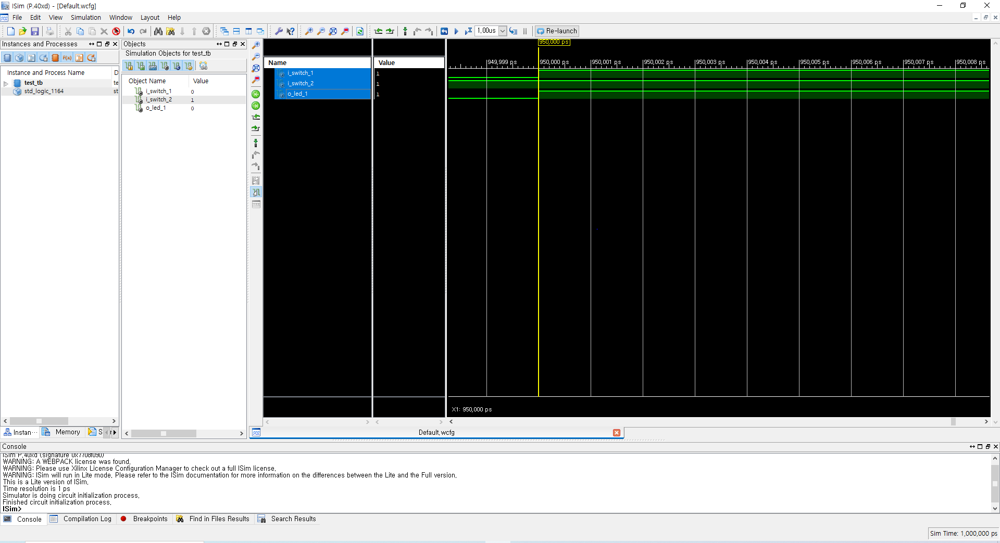 ISim (P.40xd) - [Default.wcfg]
File Edit View Simulation Window Layout Help
1.00us
Re-launch
Instances and Processes
Instance and Process Name D
test_tb te
std_logic_1164 st
Instan...
Memory
S
Objects
Simulation Objects for test_tb
Object Name Value
i_switch_1 0
i_switch_2 1
o_led_1 0
Name Value
i_switch_1 1
i_switch_2 1
o_led_1 1
950,000 ps
949,999 ps 950,000 ps 950,001 ps 950,002 ps 950,003 ps 950,004 ps 950,005 ps 950,006 ps 950,007 ps 950,008 ps
X1: 950,000 ps
Default.wcfg
Console
ISim P.40xd (signature 0x7708f090)
WARNING: A WEBPACK license was found.
WARNING: Please use Xilinx License Configuration Manager to check out a full ISim license.
WARNING: ISim will run in Lite mode. Please refer to the ISim documentation for more information on the differences between the Lite and the Full version.
This is a Lite version of ISim.
Time resolution is 1 ps
Simulator is doing circuit initialization process.
Finished circuit initialization process.
ISim>
Console Compilation Log Breakpoints Find in Files Results Search Results
Sim Time: 1,000,000 ps